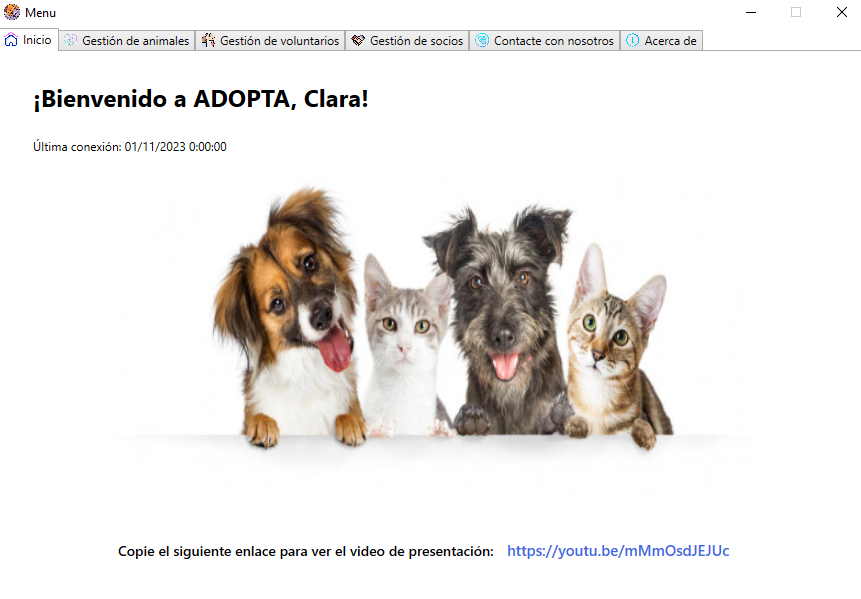 Menu
Inicio Gestión de animales Gestión de voluntarios Gestión de socios Contacte con nosotros Acerca de
¡Bienvenido a ADOPTA, Clara!
Última conexión: 01/11/2023 0:00:00
Copie el siguiente enlace para ver el video de presentación: https://youtu.be/mMmOsdJEJUc